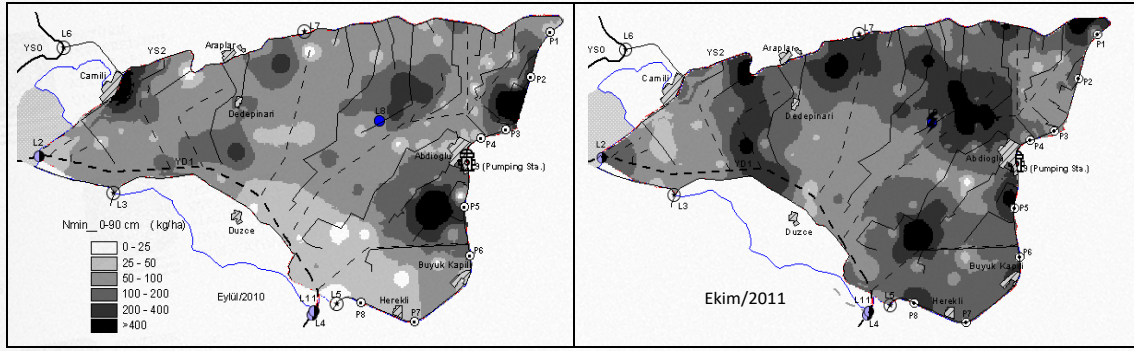 L6
L7
YS0
YS2
Araplar
P1
Camili
P2
L8
Dedepinari
P3
P4
L2
Abdioglu
YD1
9 (Pumping Sta.)
L3
P5
Nmin_ 0-90 cm (kg/ha)
Duzce
0 - 25
P6
25 - 50
Buyuk Kapili
50 - 100
100 - 200
Eylül/2010
L11
L5
200 - 400
P8
Herekli
>400
L4
P7
L6
L7
YS0
YS2
Araplar
P1
Camili
P2
Dedepinari
P3
P4
L2
Abdioglu
YD1
9 (Pumping Sta.)
L3
P5
Duzce
P6
Buyuk Kapili
Ekim/2011
L11
L5
P8
Herekli
L4
P7